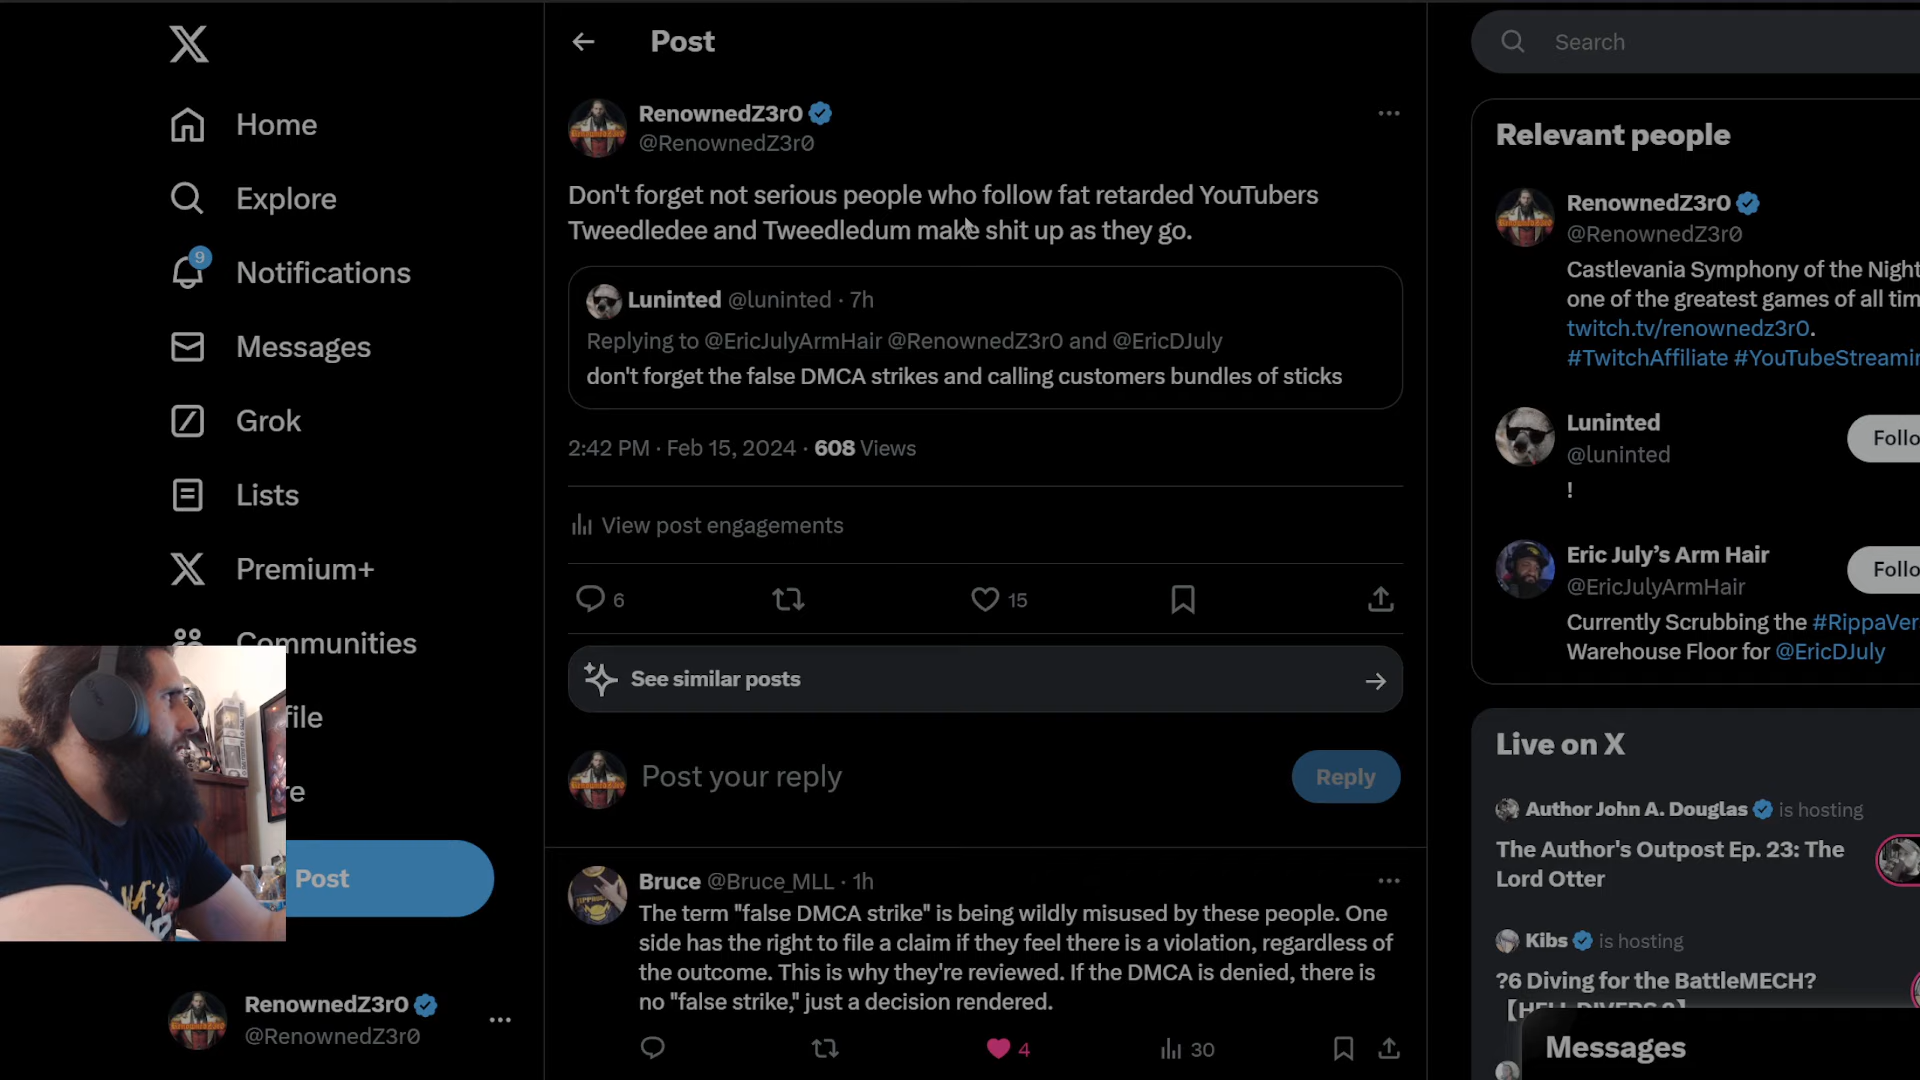 Post
Search
Home
Explore
9
Notifications
Messages
Grok
Lists
Premium+
Communities
file
re
Post
RenownedZ3r0
@RenownedZ3r0
RenownedZ3r0
@RenownedZ3r0
Don't forget not serious people who follow fat retarded YouTubers
Tweedledee and Tweedledum make shit up as they go.
Luninted @luninted · 7h
Replying to @EricJulyArmHair @RenownedZ3r0 and @EricDJuly
don't forget the false DMCA strikes and calling customers bundles of sticks
2:42 PM · Feb 15, 2024 · 608 Views
View post engagements
6
15
See similar posts
Post your reply
Reply
Bruce @Bruce_MLL · 1h
The term "false DMCA strike" is being wildly misused by these people. One
side has the right to file a claim if they feel there is a violation, regardless of
the outcome. This is why they're reviewed. If the DMCA is denied, there is
no "false strike," just a decision rendered.
4
30
Relevant people
RenownedZ3r0
@RenownedZ3r0
Castlevania Symphony of the Night
one of the greatest games of all tim
twitch.tv/renownedz3r0.
#TwitchAffiliate #YouTubeStreamin
Luninted
@luninted
Follo
!
Eric July's Arm Hair
@EricJulyArmHair
Follo
Currently Scrubbing the #RippaVer
Warehouse Floor for @EricDJuly
Live on X
Author John A. Douglas is hosting
The Author's Outpost Ep. 23: The
Lord Otter
Kibs is hosting
?6 Diving for the BattleMECH?
Messages